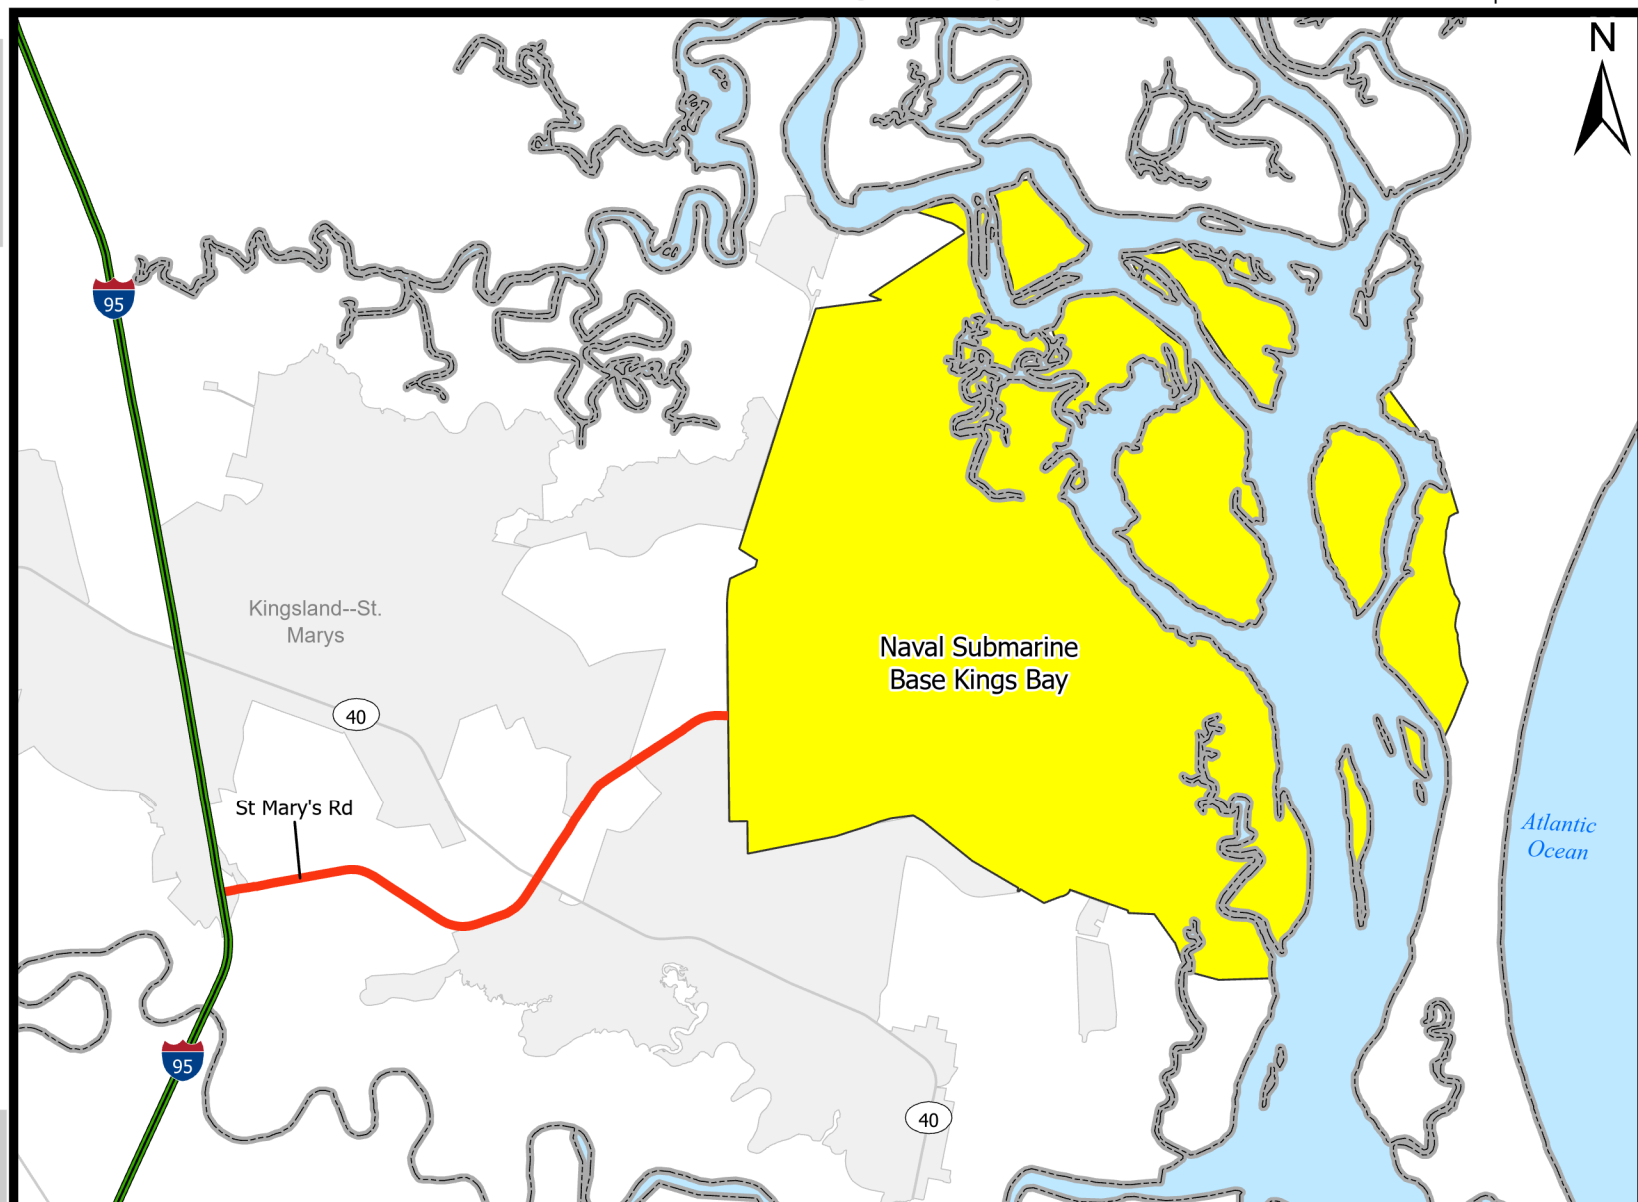 N
95
Kingsland--St.
Marys
Naval Submarine
Base Kings Bay
40
St Mary's Rd
Atlantic
Ocean
95
40